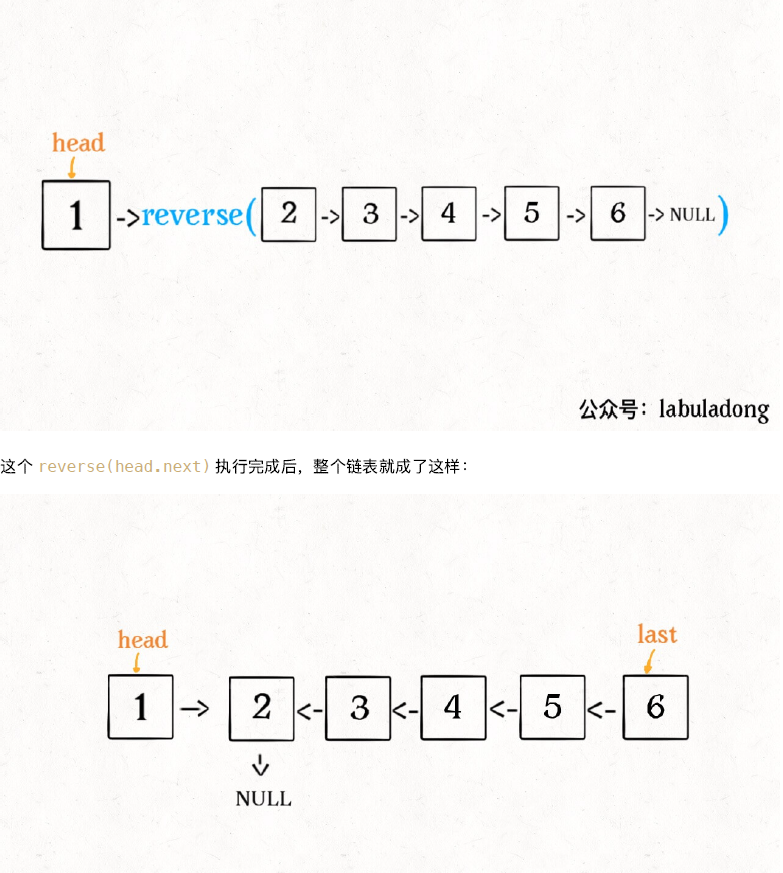 head
1 ->reverse( 2 -> 3 -> 4 -> 5 -> 6 -> NULL )
公众号：labuladong
这个 reverse(head.next) 执行完成后，整个链表就成了这样：
head last
1 -> 2 <- 3 <- 4 <- 5 <- 6
NULL